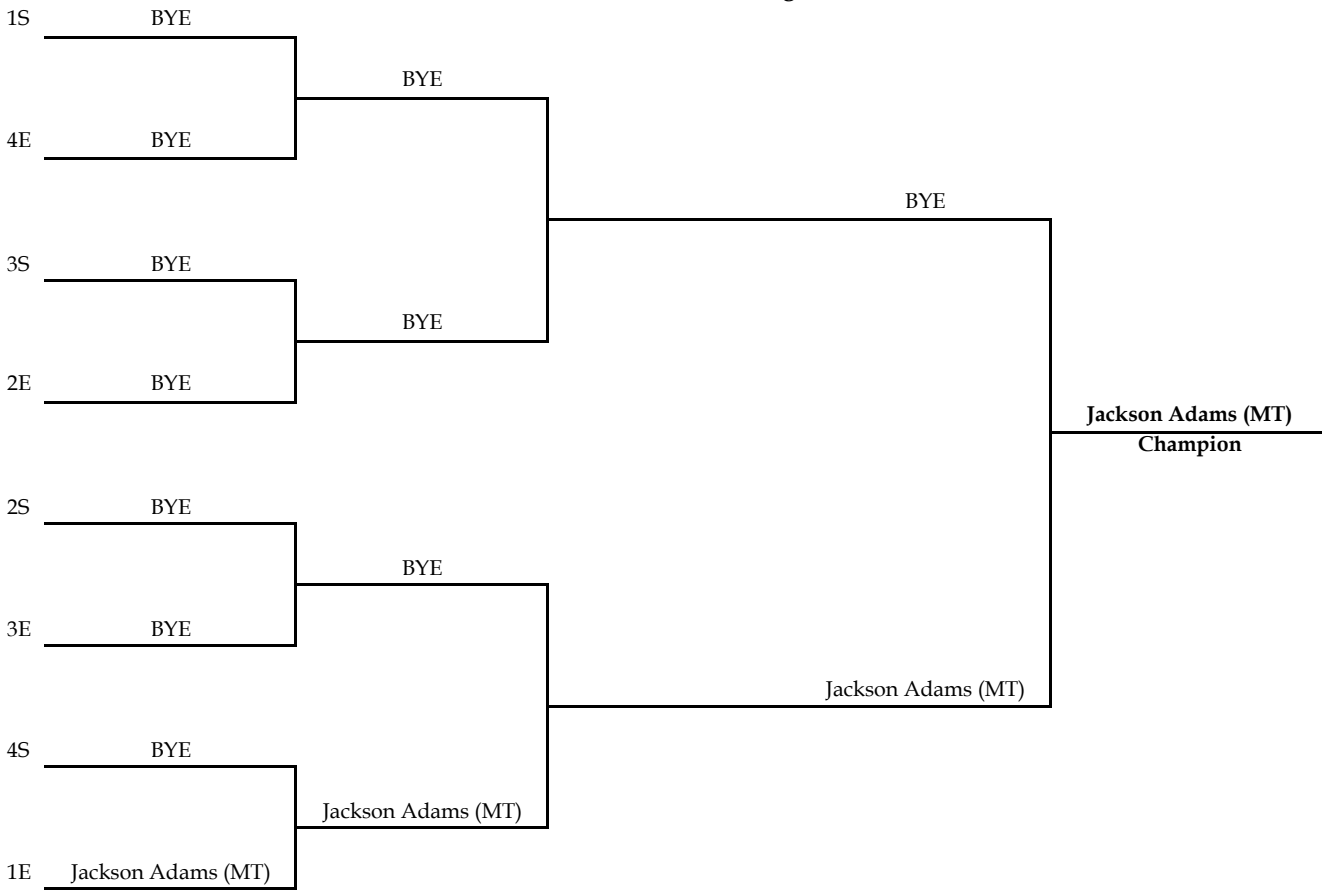 1S BYE
BYE
4E BYE
BYE
3S BYE
BYE
2E BYE
Jackson Adams (MT)
Champion
2S BYE
BYE
3E BYE
Jackson Adams (MT)
4S BYE
Jackson Adams (MT)
1E Jackson Adams (MT)